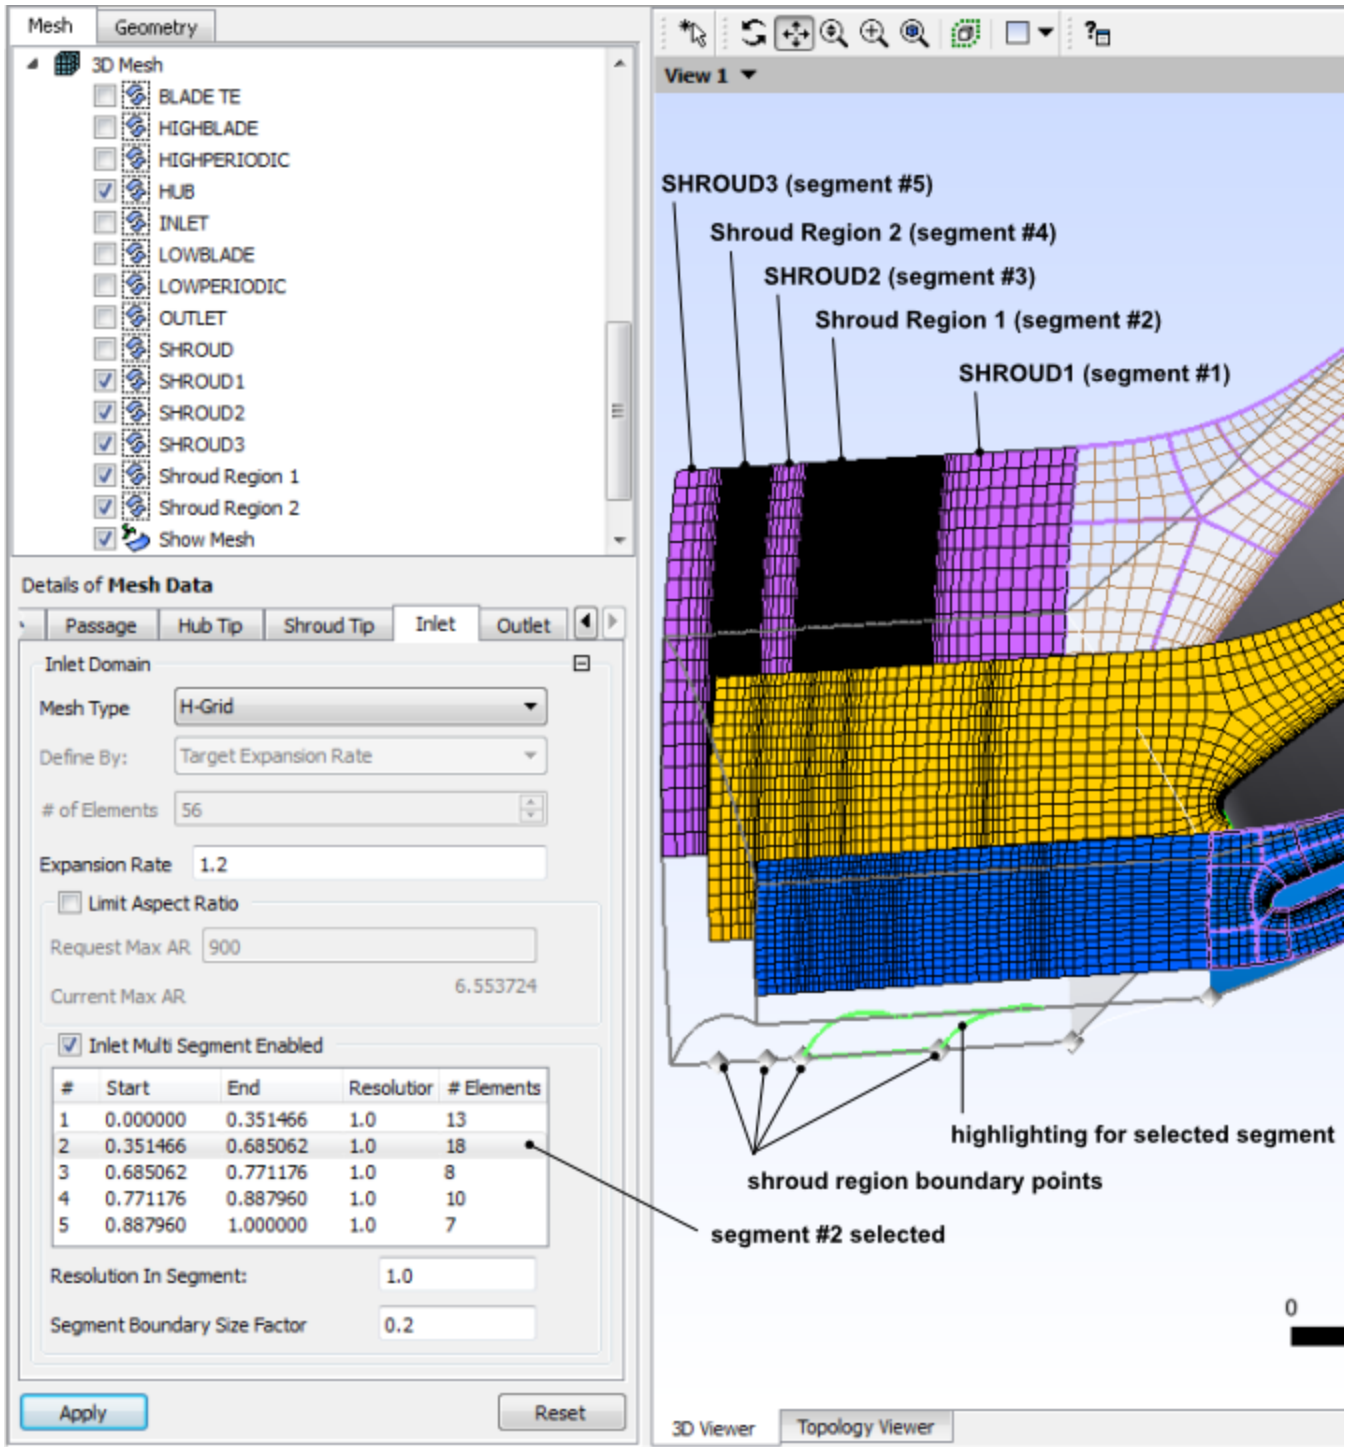 Mesh Geometry
3D Mesh
BLADE TE
HIGHBLADE
HIGHPERIODIC
HUB
INLET
LOWBLADE
LOWPERIODIC
OUTLET
SHROUD
SHROUD1
SHROUD2
SHROUD3
Shroud Region 1
Shroud Region 2
Show Mesh
Details of Mesh Data
Passage Hub Tip Shroud Tip Inlet Outlet
Inlet Domain
Mesh Type H-Grid
Define By: Target Expansion Rate
# of Elements 56
Expansion Rate 1.2
Limit Aspect Ratio
Request Max AR 900
Current Max AR 6.553724
Inlet Multi Segment Enabled
# Start End Resolutior # Elements
1 0.000000 0.351466 1.0 13
2 0.351466 0.685062 1.0 18
3 0.685062 0.771176 1.0 8
4 0.771176 0.887960 1.0 10
5 0.887960 1.000000 1.0 7
Resolution In Segment: 1.0
Segment Boundary Size Factor 0.2
Apply Reset
View 1
SHROUD3 (segment #5)
Shroud Region 2 (segment #4)
SHROUD2 (segment #3)
Shroud Region 1 (segment #2)
SHROUD1 (segment #1)
highlighting for selected segment
shroud region boundary points
segment #2 selected
0
3D Viewer Topology Viewer